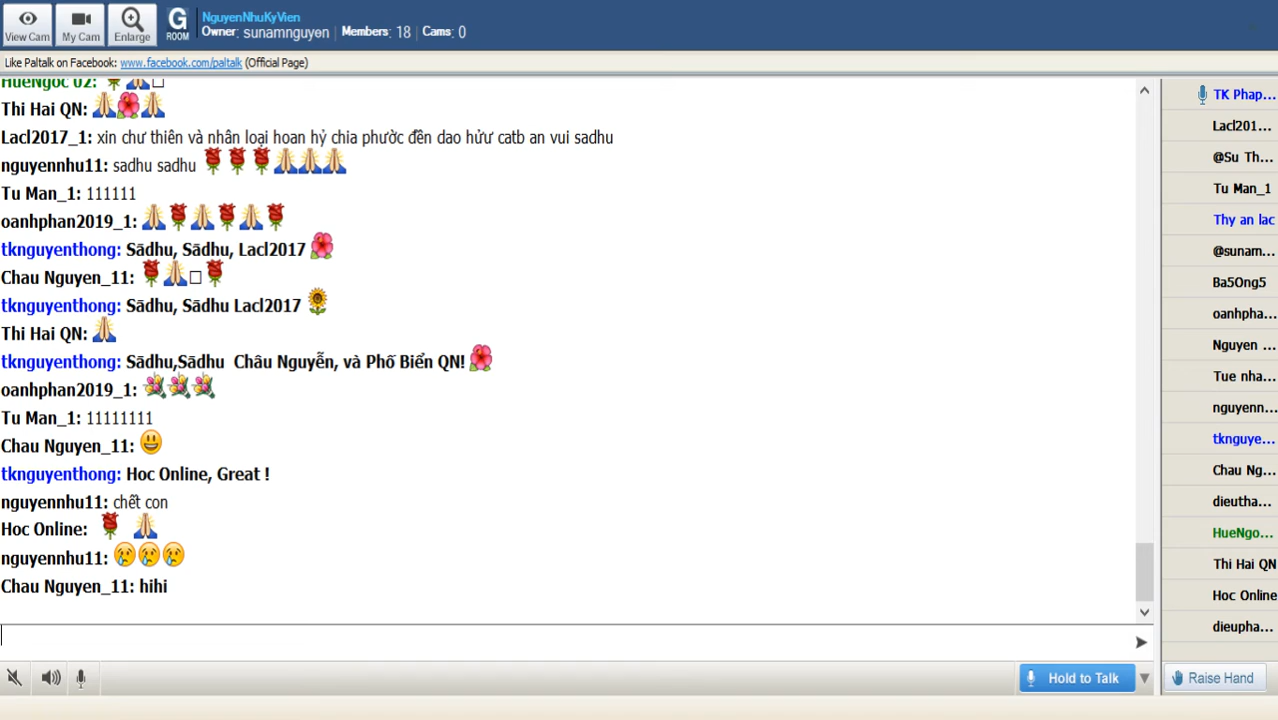 NguyenNhuKyVien
Owner: sunamnguyen Members: 18 Cams: 0
View Cam
My Cam
Enlarge
G
ROOM
Like Paltalk on Facebook: www.facebook.com/paltalk (Official Page)
HueNgoc 02:
Thi Hai QN:
Lacl2017_1: xin chư thiên và nhân loại hoan hỷ chia phườc đên dao hửư catb an vui sadhu
nguyennhu11: sadhu sadhu
Tu Man_1: 111111
oanhphan2019_1:
tknguyenthong: Sādhu, Sādhu, Lacl2017
Chau Nguyen_11:
tknguyenthong: Sādhu, Sādhu Lacl2017
Thi Hai QN:
tknguyenthong: Sādhu,Sādhu Châu Nguyễn, và Phố Biển QN!
oanhphan2019_1:
Tu Man_1: 11111111
Chau Nguyen_11:
tknguyenthong: Hoc Online, Great !
nguyennhu11: chết con
Hoc Online:
nguyennhu11:
Chau Nguyen_11: hihi
TK Phap...
Lacl201...
@Su Th...
Tu Man_1
Thy an lac
@sunam...
Ba5Ong5
oanhpha...
Nguyen ...
Tue nha...
nguyenn...
tknguye...
Chau Ng...
dieutha...
HueNgo...
Thi Hai QN
Hoc Online
dieupha...
Hold to Talk
Raise Hand